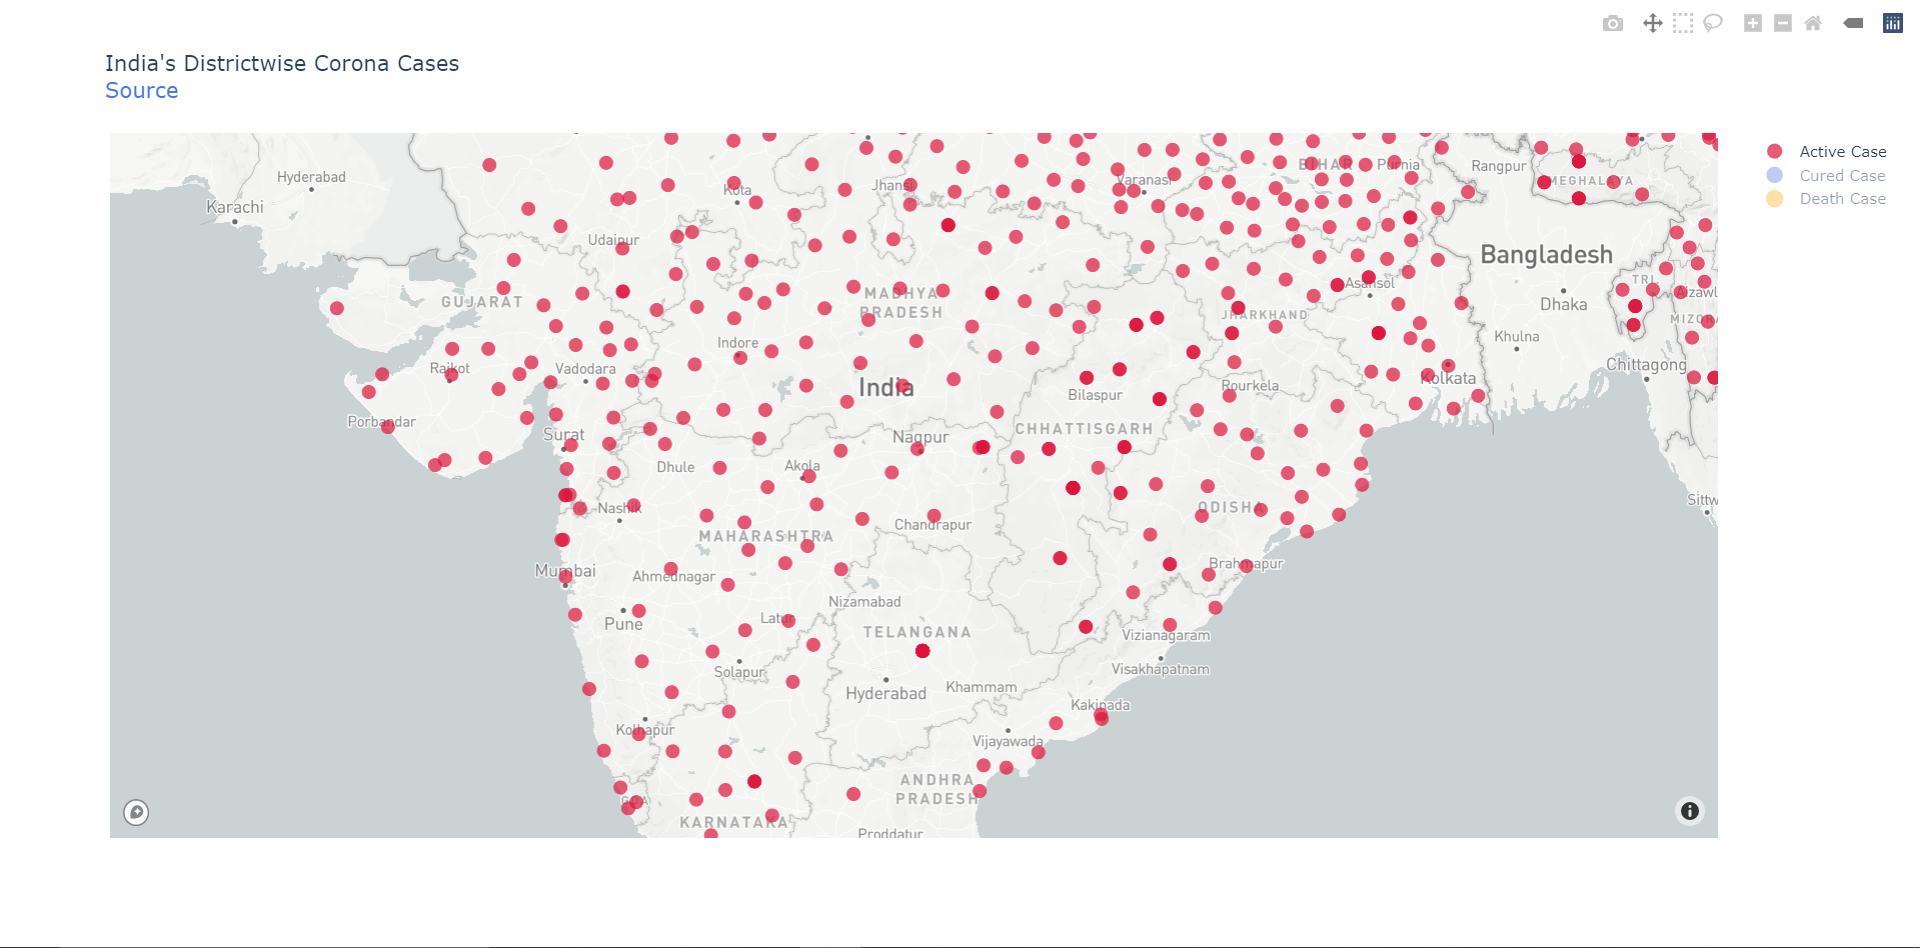 India's Districtwise Corona Cases
Source
Active Case
Cured Case
Death Case
Hyderabad
Karachi
Kota
Jhansi
Varanasi
BIHAR
Purnia
Rangpur
MEGHALAYA
Udaipur
Bangladesh
GUJARAT
MADHYA
PRADESH
Asansol
Dhaka
TRI
Aizawl
JHARKHAND
MIZORA
Indore
Khulna
Rajkot
Vadodara
India
Bilaspur
Rourkela
Kolkata
Chittagong
Porbandar
Surat
Nagpur
CHHATTISGARH
Dhule
Akola
Nashik
Chandrapur
ODISHA
Sittw
MAHARASHTRA
Mumbai
Ahmednagar
Brahmapur
Nizamabad
Pune
Latur
TELANGANA
Vizianagaram
Solapur
Visakhapatnam
Hyderabad
Khammam
Kakinada
Kolhapur
Vijayawada
ANDHRA
PRADESH
GOA
KARNATAKA
Proddatur